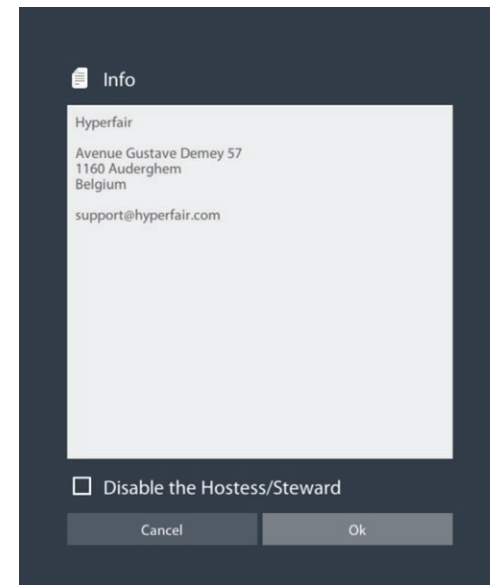 Info
Hyperfair
Avenue Gustave Demey 57
1160 Auderghem
Belgium
support@hyperfair.com
Disable the Hostess/Steward
Cancel
Ok